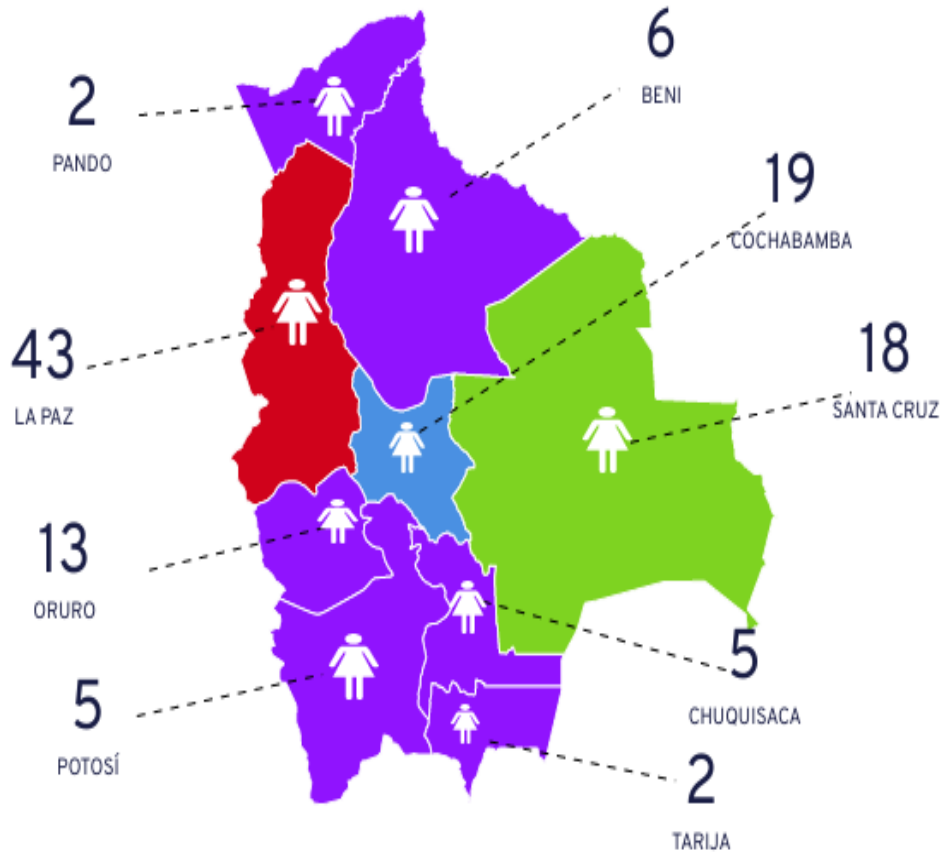 6
BENI
2
PANDO
19
COCHABAMBA
43
LA PAZ
18
SANTA CRUZ
13
ORURO
5
CHUQUISACA
5
POTOSÍ
2
TARIJA